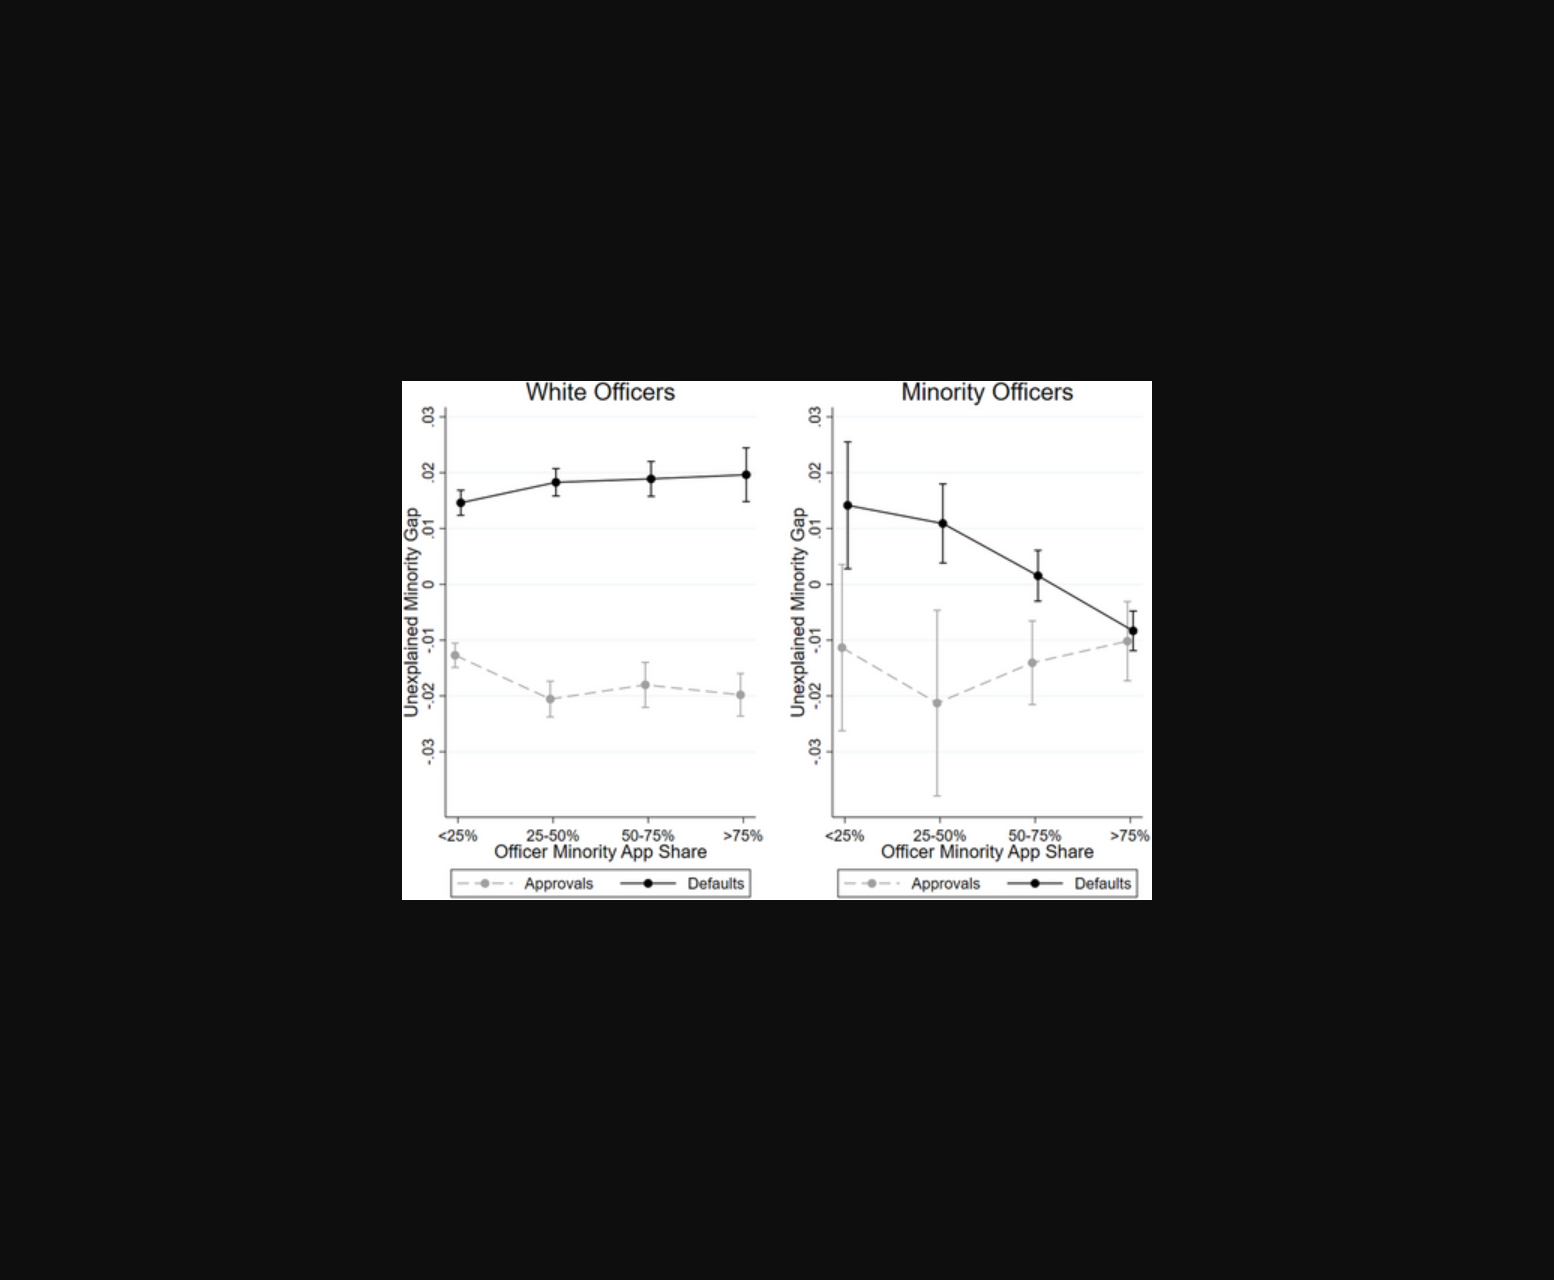 White Officers
Unexplained Minority Gap
.03
.02
.01
0
-.01
-.02
-.03
<25%
25-50%
50-75%
>75%
Officer Minority App Share
Approvals
Defaults
Minority Officers
Unexplained Minority Gap
.03
.02
.01
0
-.01
-.02
-.03
<25%
25-50%
50-75%
>75%
Officer Minority App Share
Approvals
Defaults